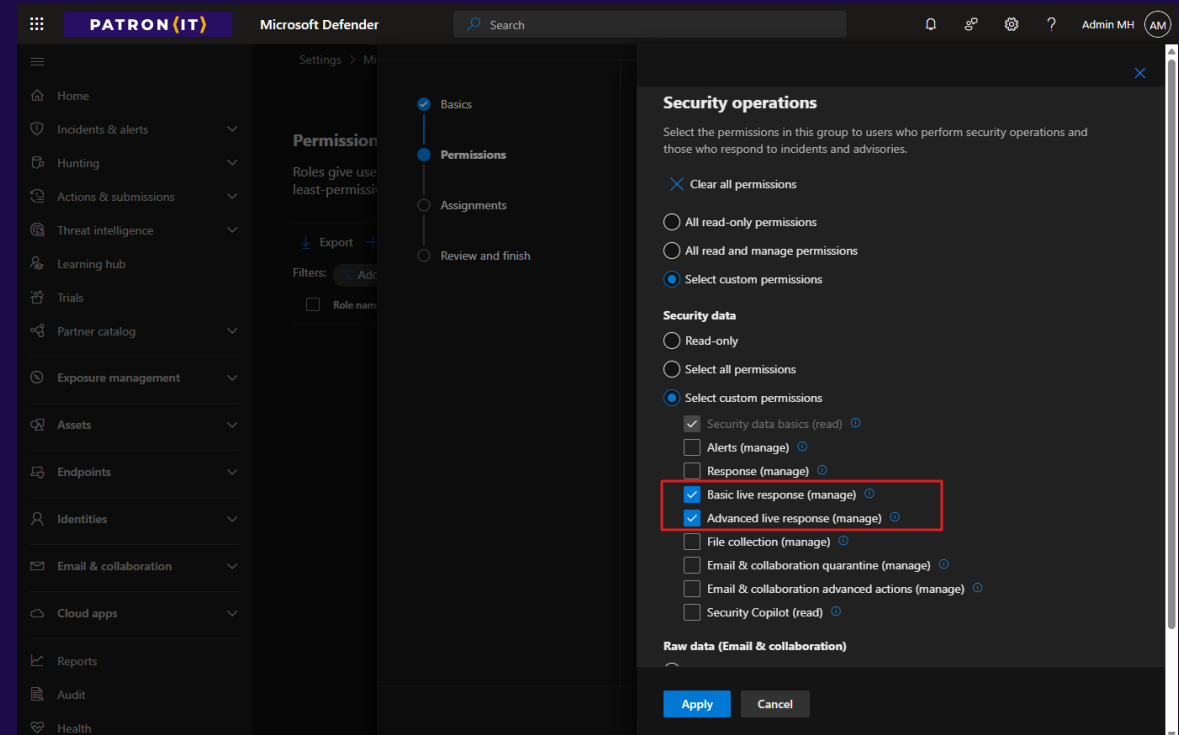 PATRON{IT}
Microsoft Defender
Search
?
Admin MH
AM
Home
Incidents & alerts
Hunting
Actions & submissions
Threat intelligence
Learning hub
Trials
Partner catalog
Exposure management
Assets
Endpoints
Identities
Email & collaboration
Cloud apps
Reports
Audit
Health
Settings > Mi
Permission
Roles give use
least-permissiv
Export
Filters:
Add
Role nam
Basics
Permissions
Assignments
Review and finish
Security operations
Select the permissions in this group to users who perform security operations and
those who respond to incidents and advisories.
Clear all permissions
All read-only permissions
All read and manage permissions
Select custom permissions
Security data
Read-only
Select all permissions
Select custom permissions
Security data basics (read)
Alerts (manage)
Response (manage)
Basic live response (manage)
Advanced live response (manage)
File collection (manage)
Email & collaboration quarantine (manage)
Email & collaboration advanced actions (manage)
Security Copilot (read)
Raw data (Email & collaboration)
Apply
Cancel